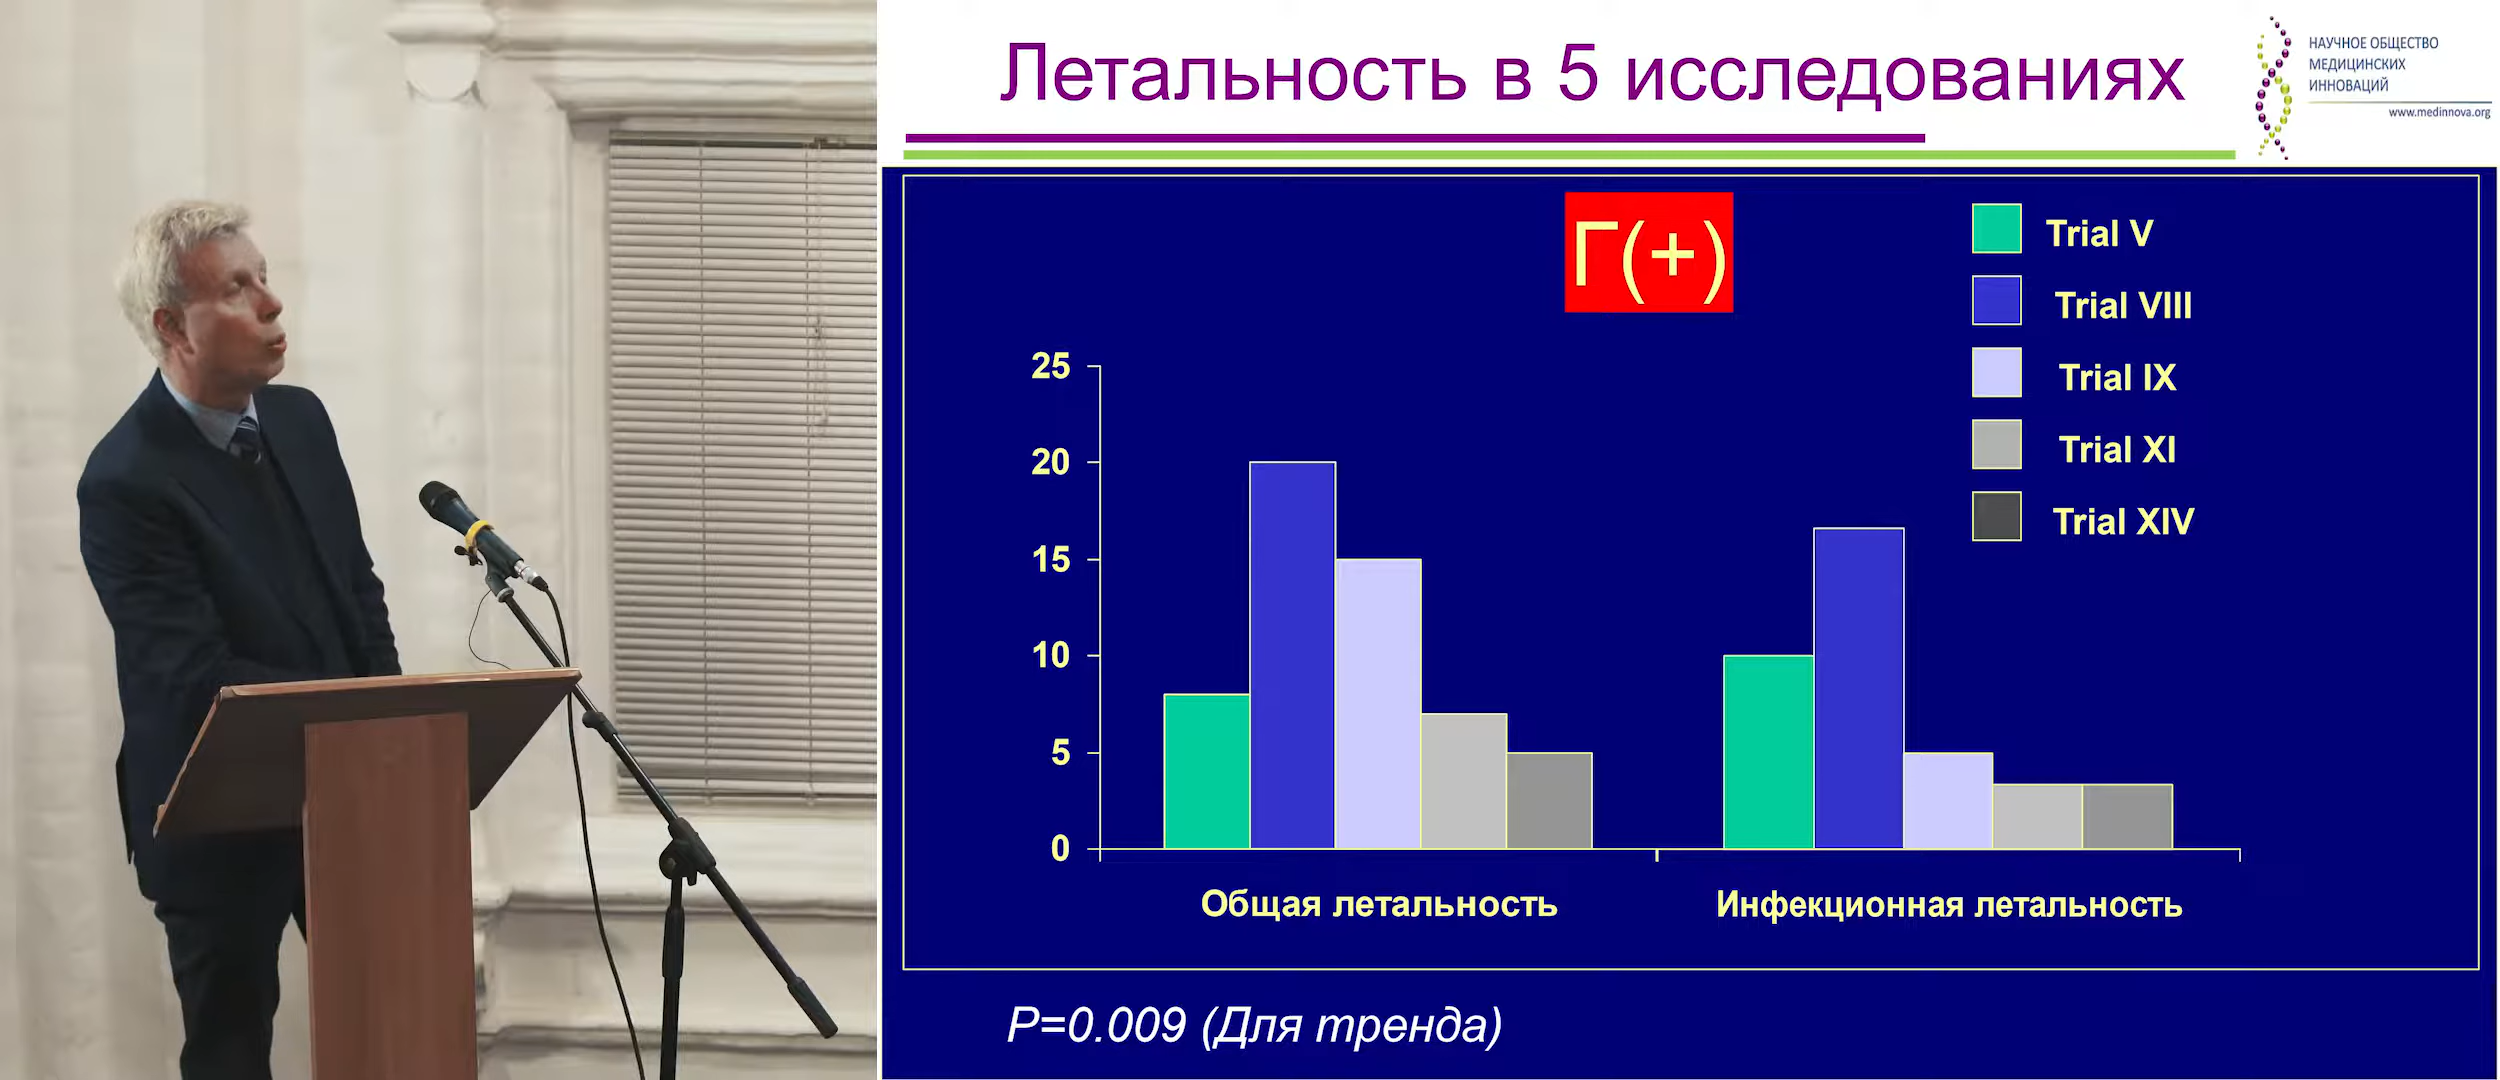 Летальность в 5 исследованиях
НАУЧНОЕ ОБЩЕСТВО
МЕДИЦИНСКИХ
ИННОВАЦИЙ
www.medinnova.org
Г(+)
Trial V
Trial VIII
Trial IX
Trial XI
Trial XIV
25
20
15
10
5
0
Общая летальность
Инфекционная летальность
P=0.009 (Для тренда)